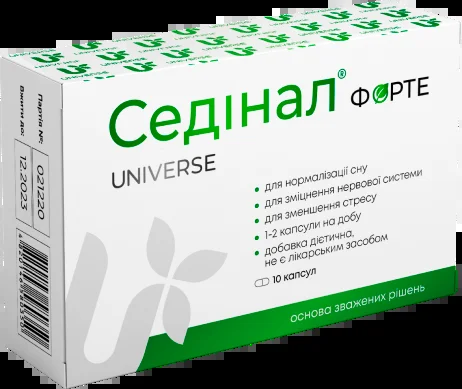 Седінал® ФОРТЕ
UNIVERSE
• для нормалізації сну
• для зміцнення нервової системи
• для зменшення стресу
• 1-2 капсули на добу
• добавка дієтична,
не є лікарським засобом
10 капсул
основа зважених рішень
Партія №:
021220
Вжити до:
12.2023